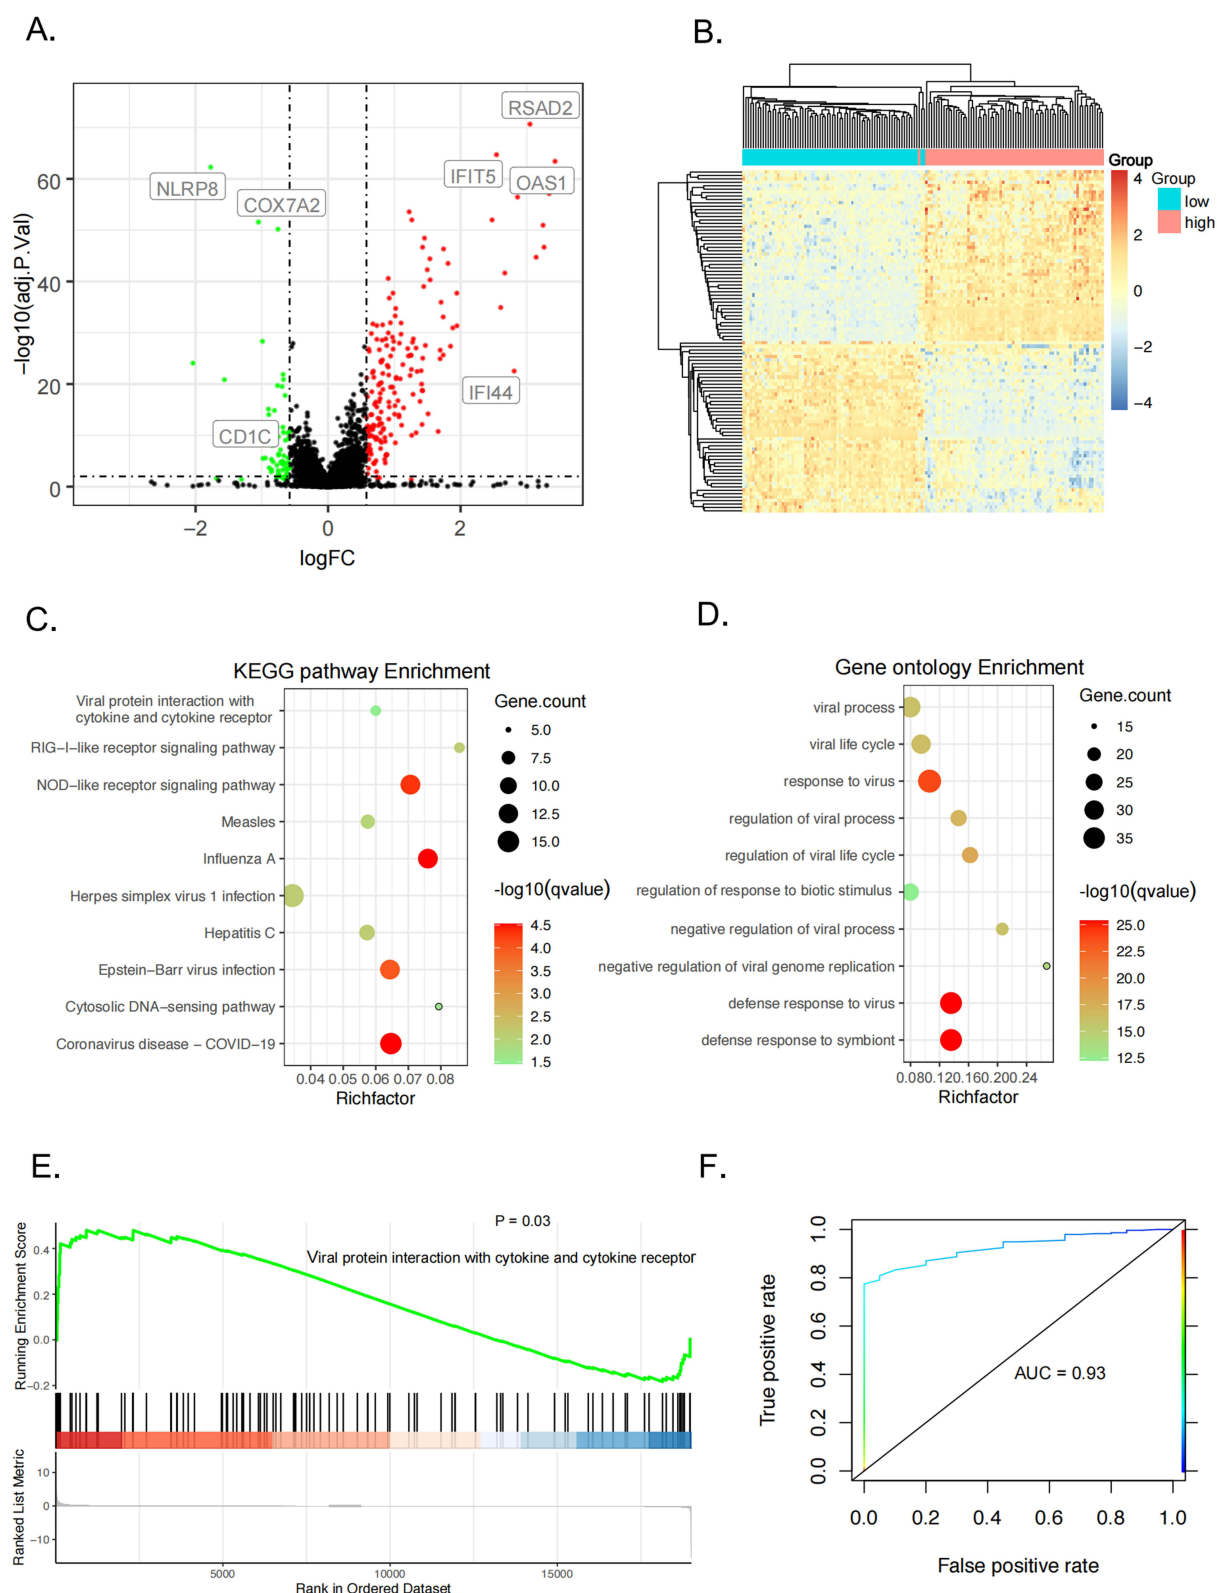 A.
B.
RSAD2
IFIT5
OAS1
NLRP8
COX7A2
IFI44
CD1C
60
40
20
0
−log10(adj.P.Val)
−2
0
2
logFC
Group
4
2
0
−2
−4
Group
low
high
C.
D.
KEGG pathway Enrichment
Viral protein interaction with
cytokine and cytokine receptor
RIG−I−like receptor signaling pathway
NOD−like receptor signaling pathway
Measles
Influenza A
Herpes simplex virus 1 infection
Hepatitis C
Epstein−Barr virus infection
Cytosolic DNA−sensing pathway
Coronavirus disease − COVID−19
0.04 0.05 0.06 0.07 0.08
Richfactor
Gene.count
5.0
7.5
10.0
12.5
15.0
-log10(qvalue)
4.5
4.0
3.5
3.0
2.5
2.0
1.5
Gene ontology Enrichment
viral process
viral life cycle
response to virus
regulation of viral process
regulation of viral life cycle
regulation of response to biotic stimulus
negative regulation of viral process
negative regulation of viral genome replication
defense response to virus
defense response to symbiont
0.080.120.160.200.24
Richfactor
Gene.count
15
20
25
30
35
-log10(qvalue)
25.0
22.5
20.0
17.5
15.0
12.5
E.
F.
P = 0.03
Viral protein interaction with cytokine and cytokine receptor
Running Enrichment Score
0.4
0.2
0.0
−0.2
Ranked List Metric
10
0
−10
5000
10000
15000
Rank in Ordered Dataset
True positive rate
1.0
0.8
0.6
0.4
0.2
0.0
AUC = 0.93
0.0
0.2
0.4
0.6
0.8
1.0
False positive rate